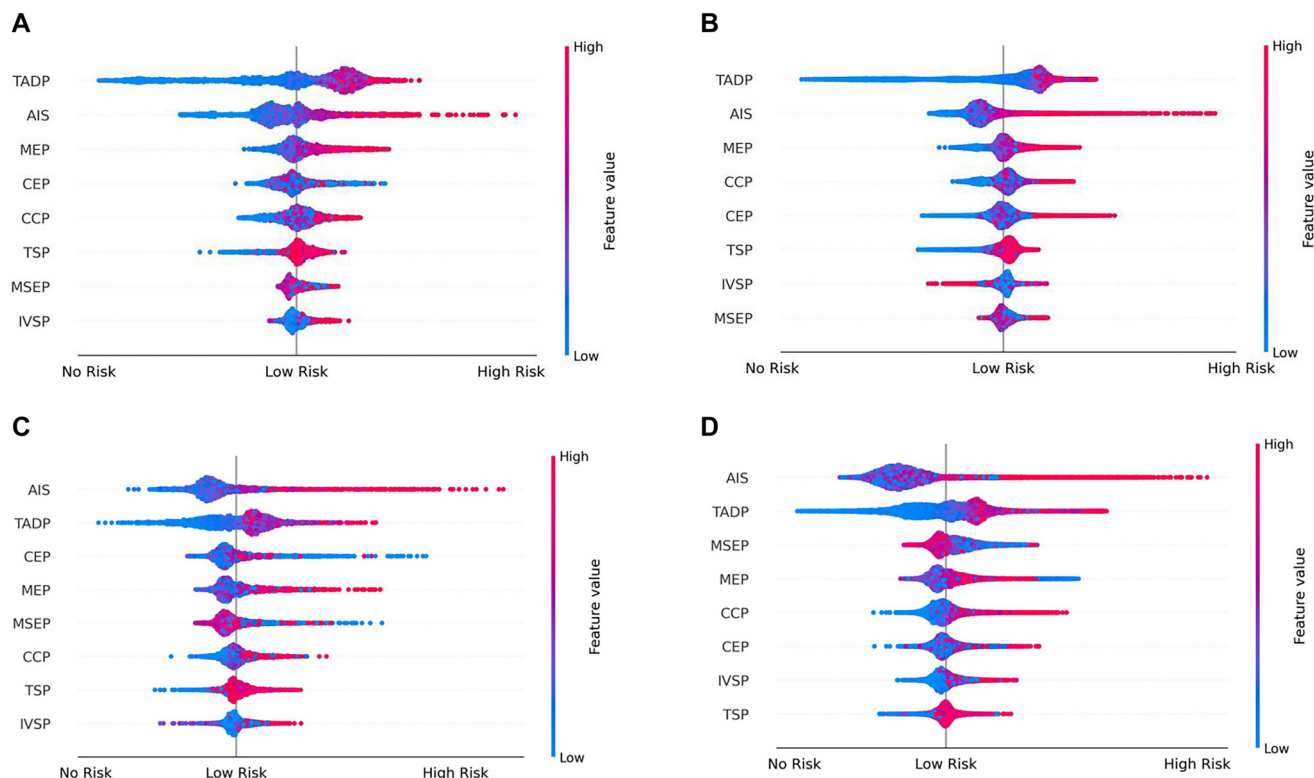 A
High
TADP
AIS
MEP
CEP
CCP
TSP
MSEP
IVSP
Feature value
Low
No Risk
Low Risk
High Risk
B
High
TADP
AIS
MEP
CCP
CEP
TSP
IVSP
MSEP
Feature value
Low
No Risk
Low Risk
High Risk
C
High
AIS
TADP
CEP
MEP
MSEP
CCP
TSP
IVSP
Feature value
Low
No Risk
Low Risk
High Risk
D
High
AIS
TADP
MSEP
MEP
CCP
CEP
IVSP
TSP
Feature value
Low
No Risk
Low Risk
High Risk